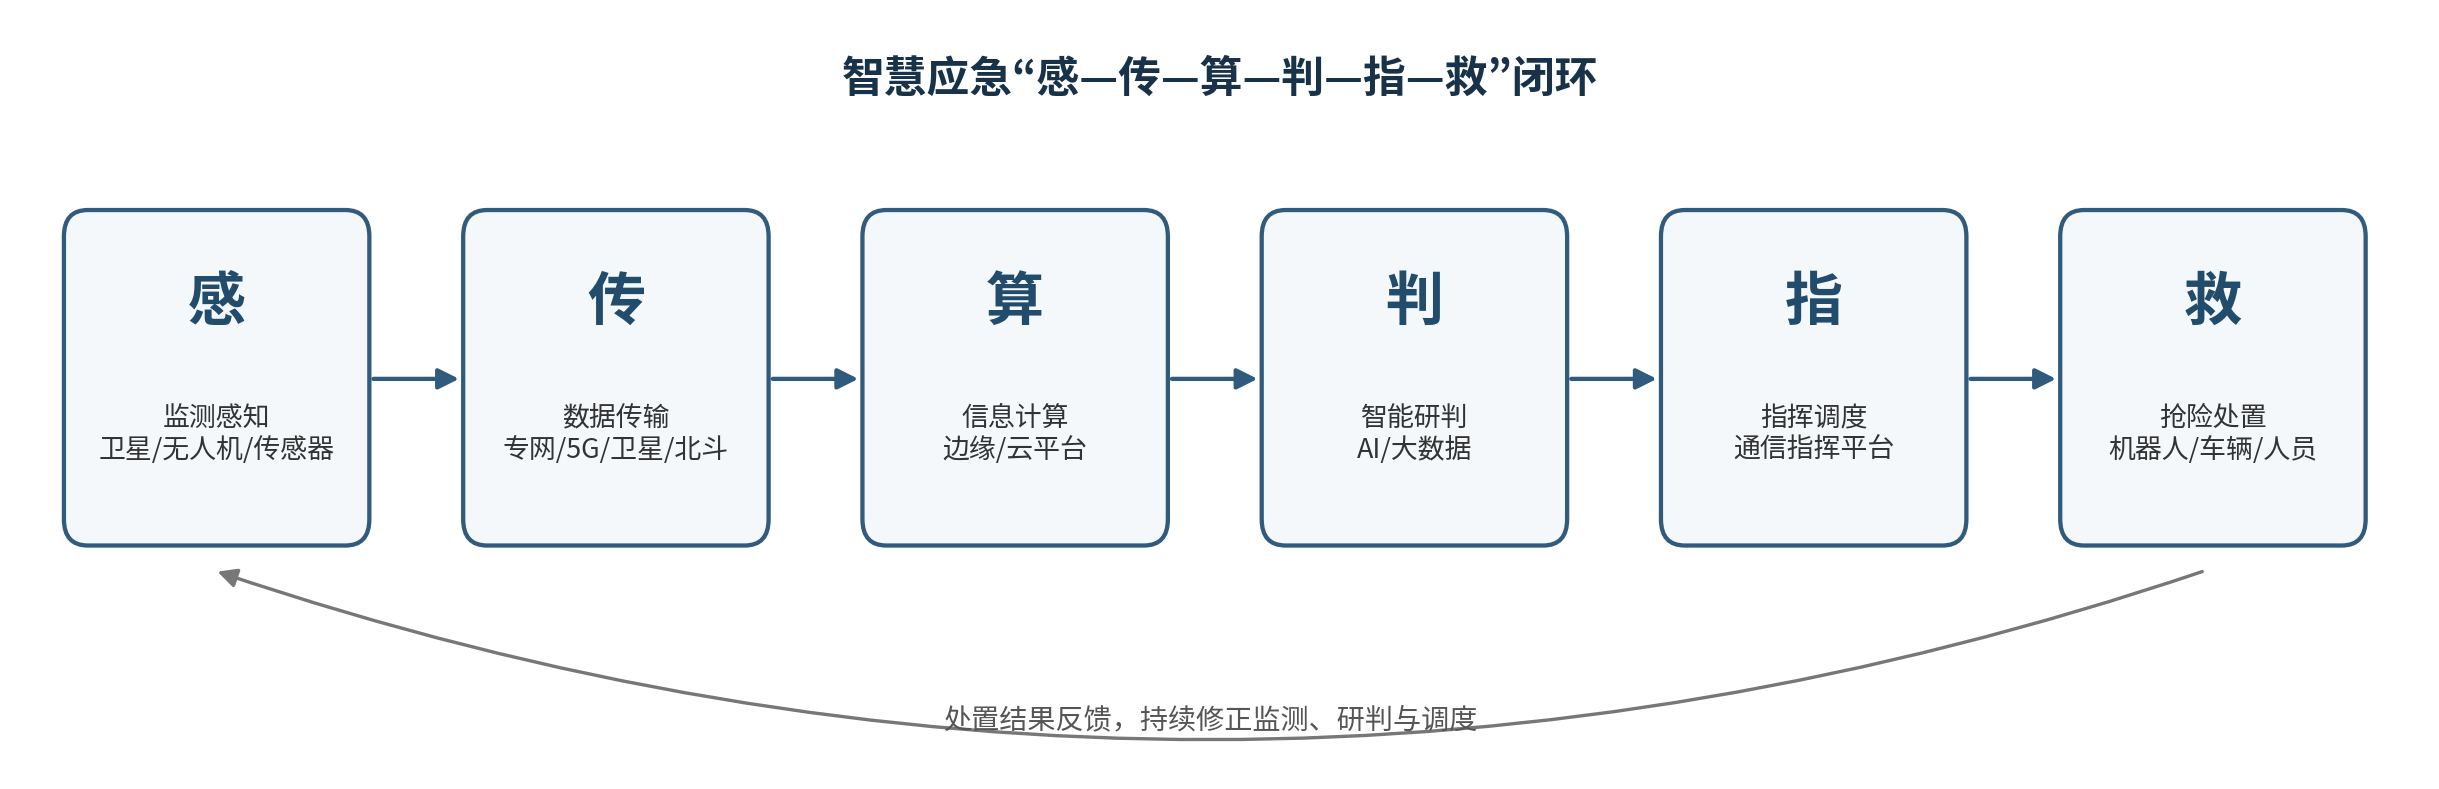 智慧应急“感—传—算—判—指—救”闭环
感
监测感知
卫星/无人机/传感器
传
数据传输
专网/5G/卫星/北斗
算
信息计算
边缘/云平台
判
智能研判
AI/大数据
指
指挥调度
通信指挥平台
救
抢险处置
机器人/车辆/人员
处置结果反馈，持续修正监测、研判与调度